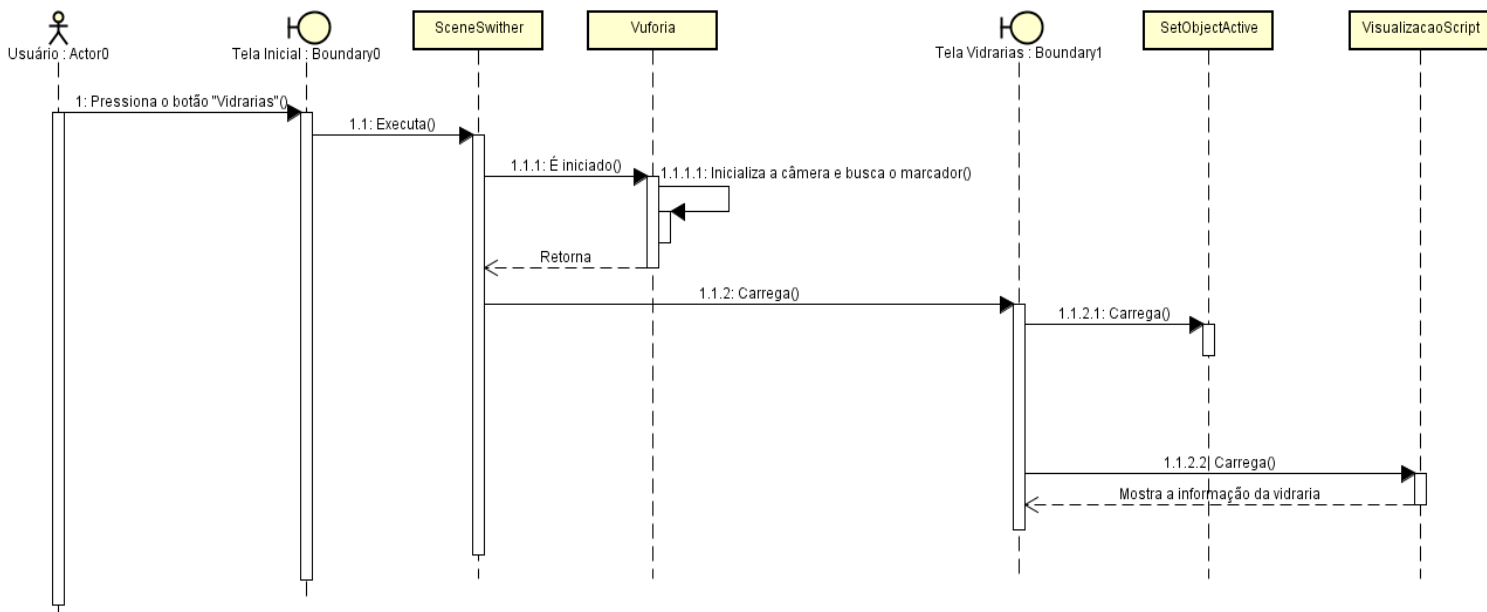 Usuário : Actor0
Tela Inicial : Boundary0
SceneSwither
Vuforia
Tela Vidrarias : Boundary1
SetObjectActive
VisualizacaoScript
1: Pressiona o botão "Vidrarias"()
1.1: Executa()
1.1.1: É iniciado()
1.1.1.1: Inicializa a câmera e busca o marcador()
Retorna
1.1.2: Carrega()
1.1.2.1: Carrega()
1.1.2.2: Carrega()
Mostra a informação da vidraria